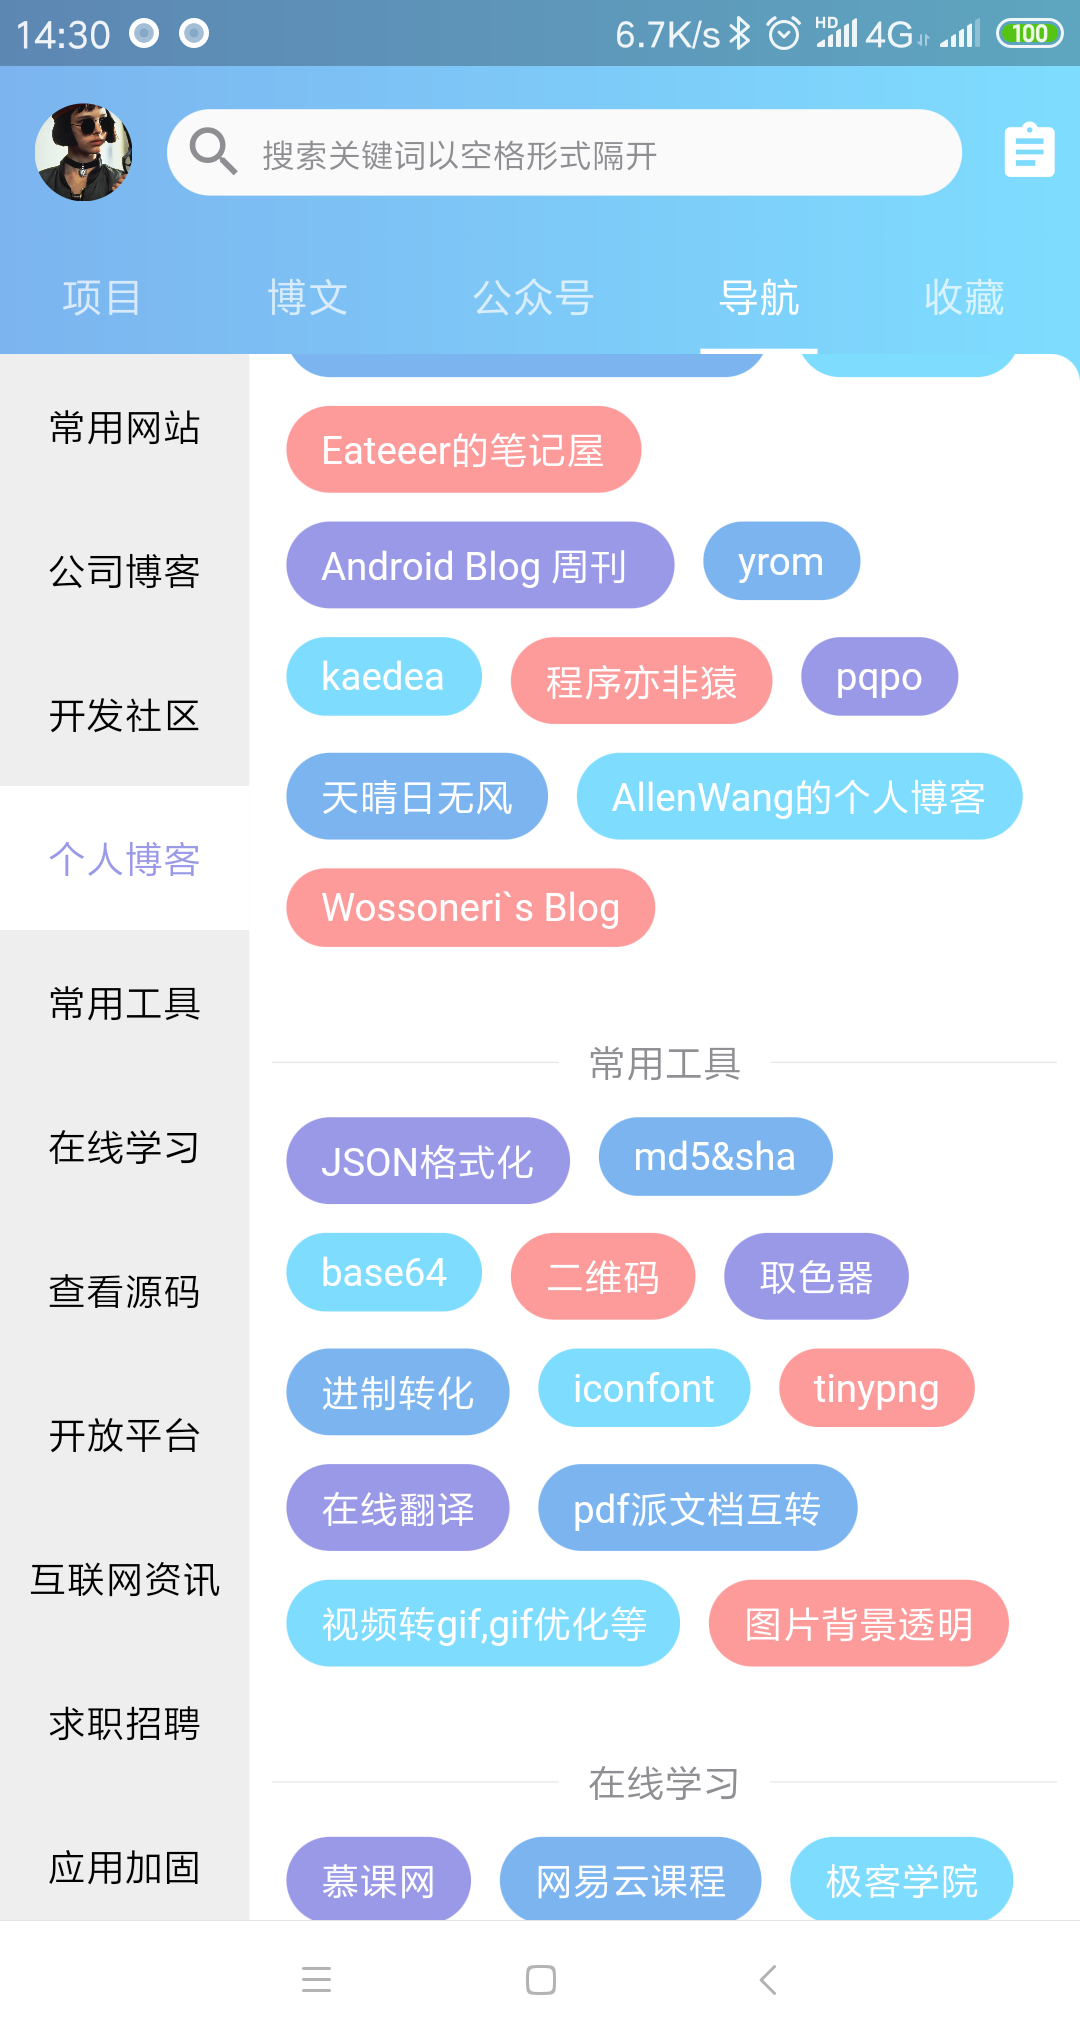 14:30 6.7K/s HD 4G 100
搜索关键词以空格形式隔开
项目 博文 公众号 导航 收藏
常用网站
公司博客
开发社区
个人博客
常用工具
在线学习
查看源码
开放平台
互联网资讯
求职招聘
应用加固
Eateeer的笔记屋
Android Blog 周刊 yrom
kaedea 程序亦非猿 pqpo
天晴日无风 AllenWang的个人博客
Wossoneri`s Blog
常用工具
JSON格式化 md5&sha
base64 二维码 取色器
进制转化 iconfont tinypng
在线翻译 pdf派文档互转
视频转gif,gif优化等 图片背景透明
在线学习
慕课网 网易云课程 极客学院